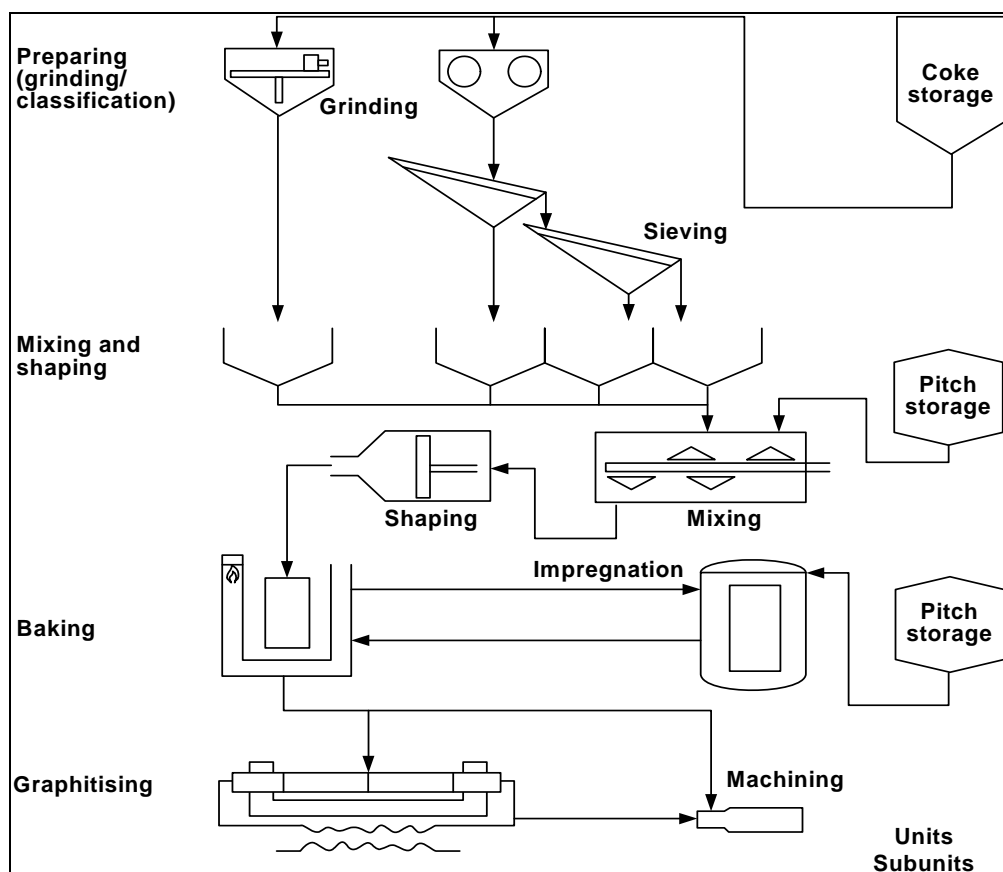 Preparing
(grinding/
classification)
Grinding
Coke
storage
Sieving
Mixing and
shaping
Pitch
storage
Shaping
Mixing
Impregnation
Baking
Pitch
storage
Graphitising
Machining
Units
Subunits